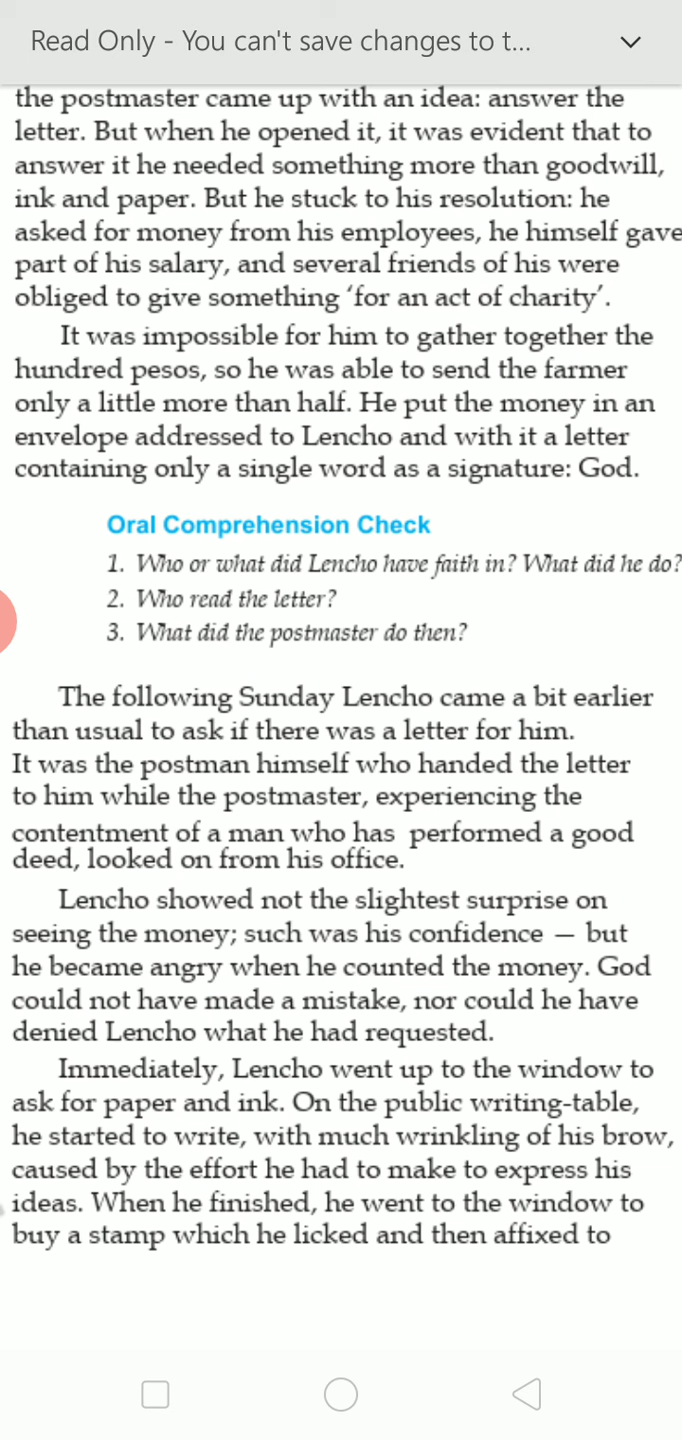 Read Only - You can't save changes to t...
the postmaster came up with an idea: answer the
letter. But when he opened it, it was evident that to
answer it he needed something more than goodwill,
ink and paper. But he stuck to his resolution: he
asked for money from his employees, he himself gave
part of his salary, and several friends of his were
obliged to give something ‘for an act of charity’.
It was impossible for him to gather together the
hundred pesos, so he was able to send the farmer
only a little more than half. He put the money in an
envelope addressed to Lencho and with it a letter
containing only a single word as a signature: God.
Oral Comprehension Check
1. Who or what did Lencho have faith in? What did he do?
2. Who read the letter?
3. What did the postmaster do then?
The following Sunday Lencho came a bit earlier
than usual to ask if there was a letter for him.
It was the postman himself who handed the letter
to him while the postmaster, experiencing the
contentment of a man who has performed a good
deed, looked on from his office.
Lencho showed not the slightest surprise on
seeing the money; such was his confidence — but
he became angry when he counted the money. God
could not have made a mistake, nor could he have
denied Lencho what he had requested.
Immediately, Lencho went up to the window to
ask for paper and ink. On the public writing-table,
he started to write, with much wrinkling of his brow,
caused by the effort he had to make to express his
ideas. When he finished, he went to the window to
buy a stamp which he licked and then affixed to